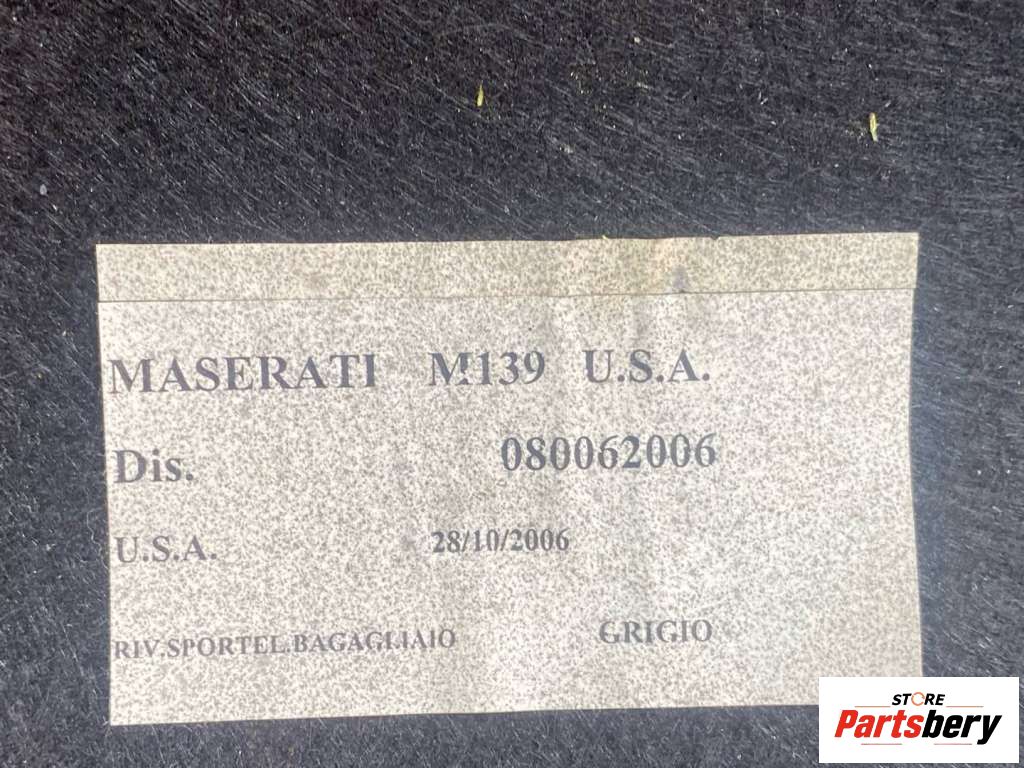 MASERATI M139 U.S.A.
Dis. 080062006
U.S.A. 28/10/2006
RIV.SPORTEL.BAGAGLIAIO GRIGIO
STORE
Partsbery